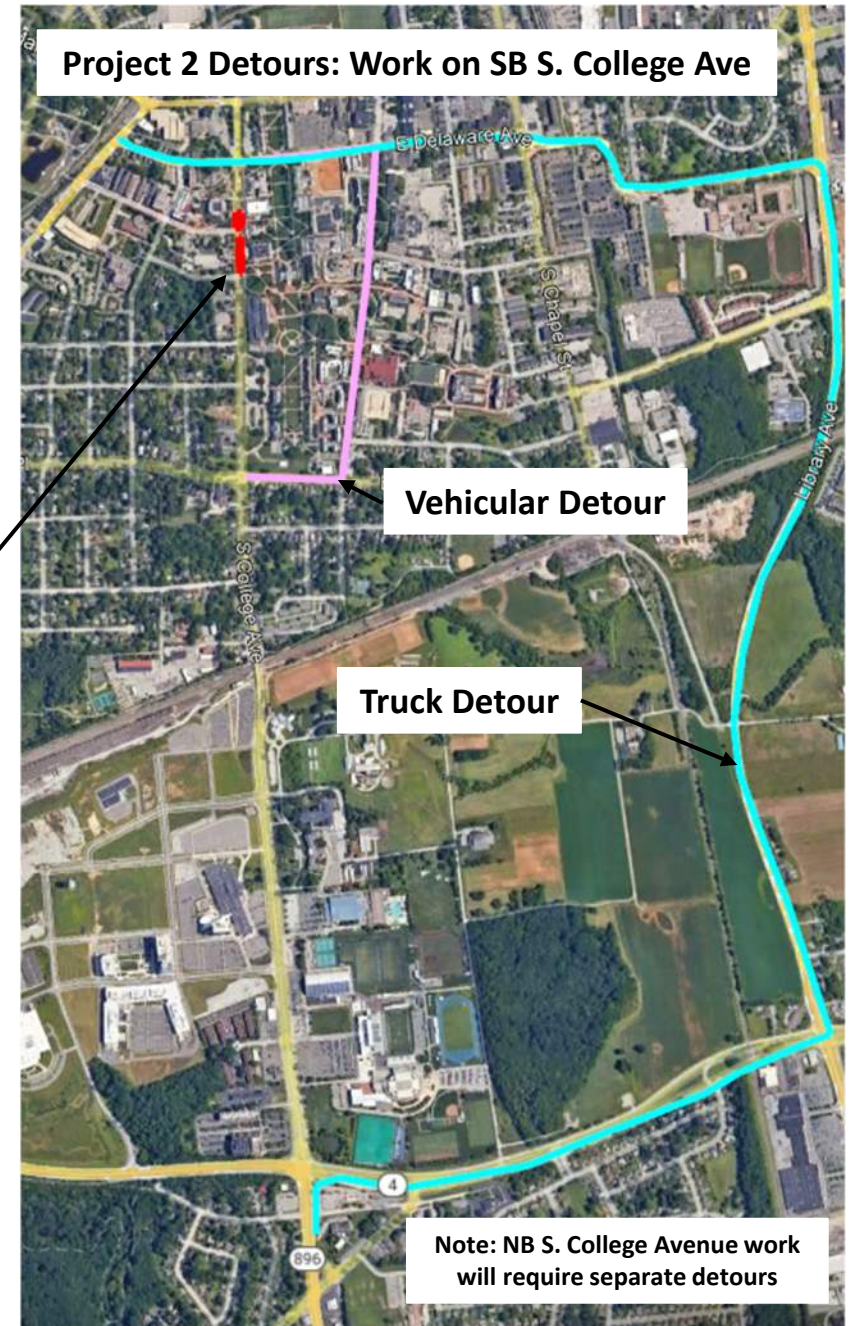 Project 2 Detours: Work on SB S. College Ave
E Delaware Ave
S Chapel St
Library Ave
Vehicular Detour
S College Ave
Truck Detour
4
896
Note: NB S. College Avenue work
will require separate detours